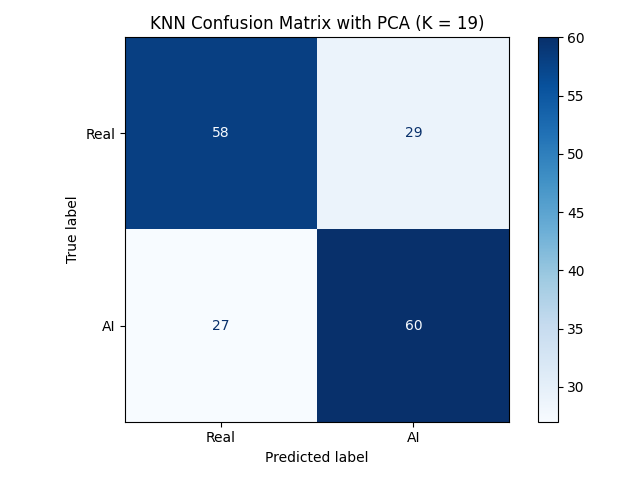 KNN Confusion Matrix with PCA (K = 19)
True label
Real
58
29
AI
27
60
Real
AI
Predicted label
60
55
50
45
40
35
30